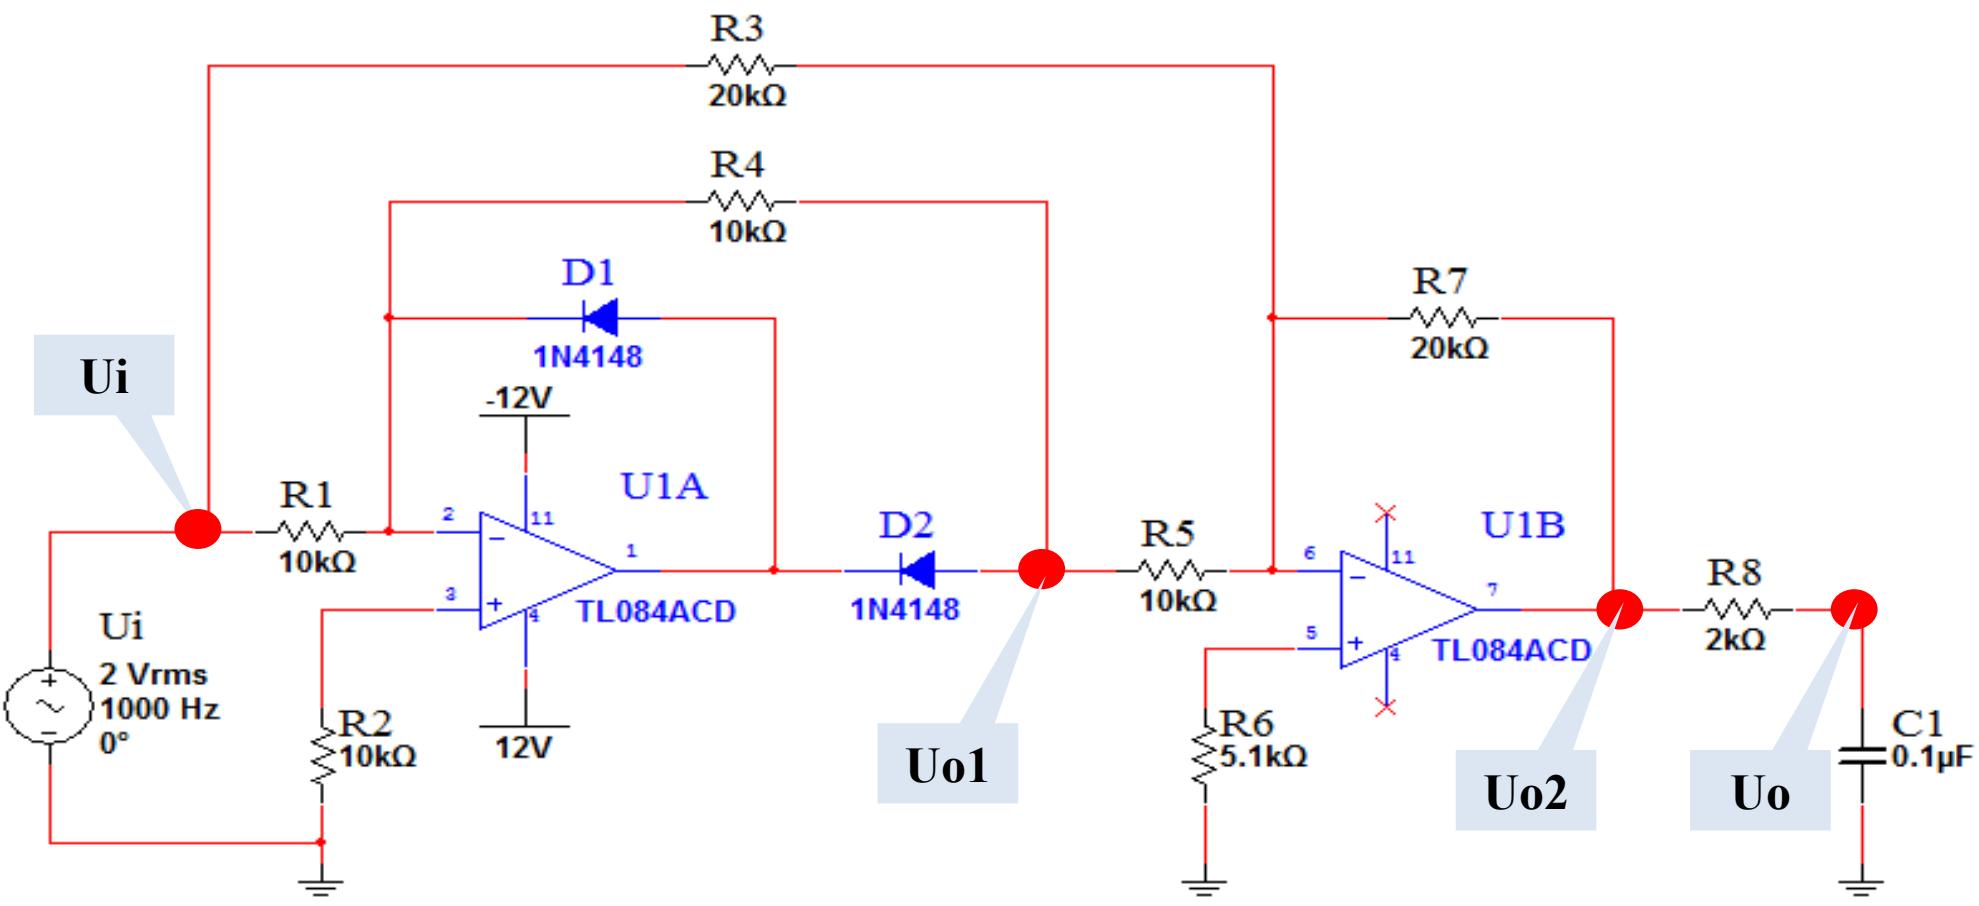 R3
20kΩ
R4
10kΩ
D1
1N4148
R7
20kΩ
Ui
-12V
R1
10kΩ
2
11
U1A
1
3
4
TL084ACD
D2
1N4148
R5
10kΩ
6
11
U1B
7
5
4
TL084ACD
R8
2kΩ
Ui
2 Vrms
1000 Hz
0°
R2
10kΩ
12V
Uo1
R6
5.1kΩ
Uo2
Uo
C1
0.1µF